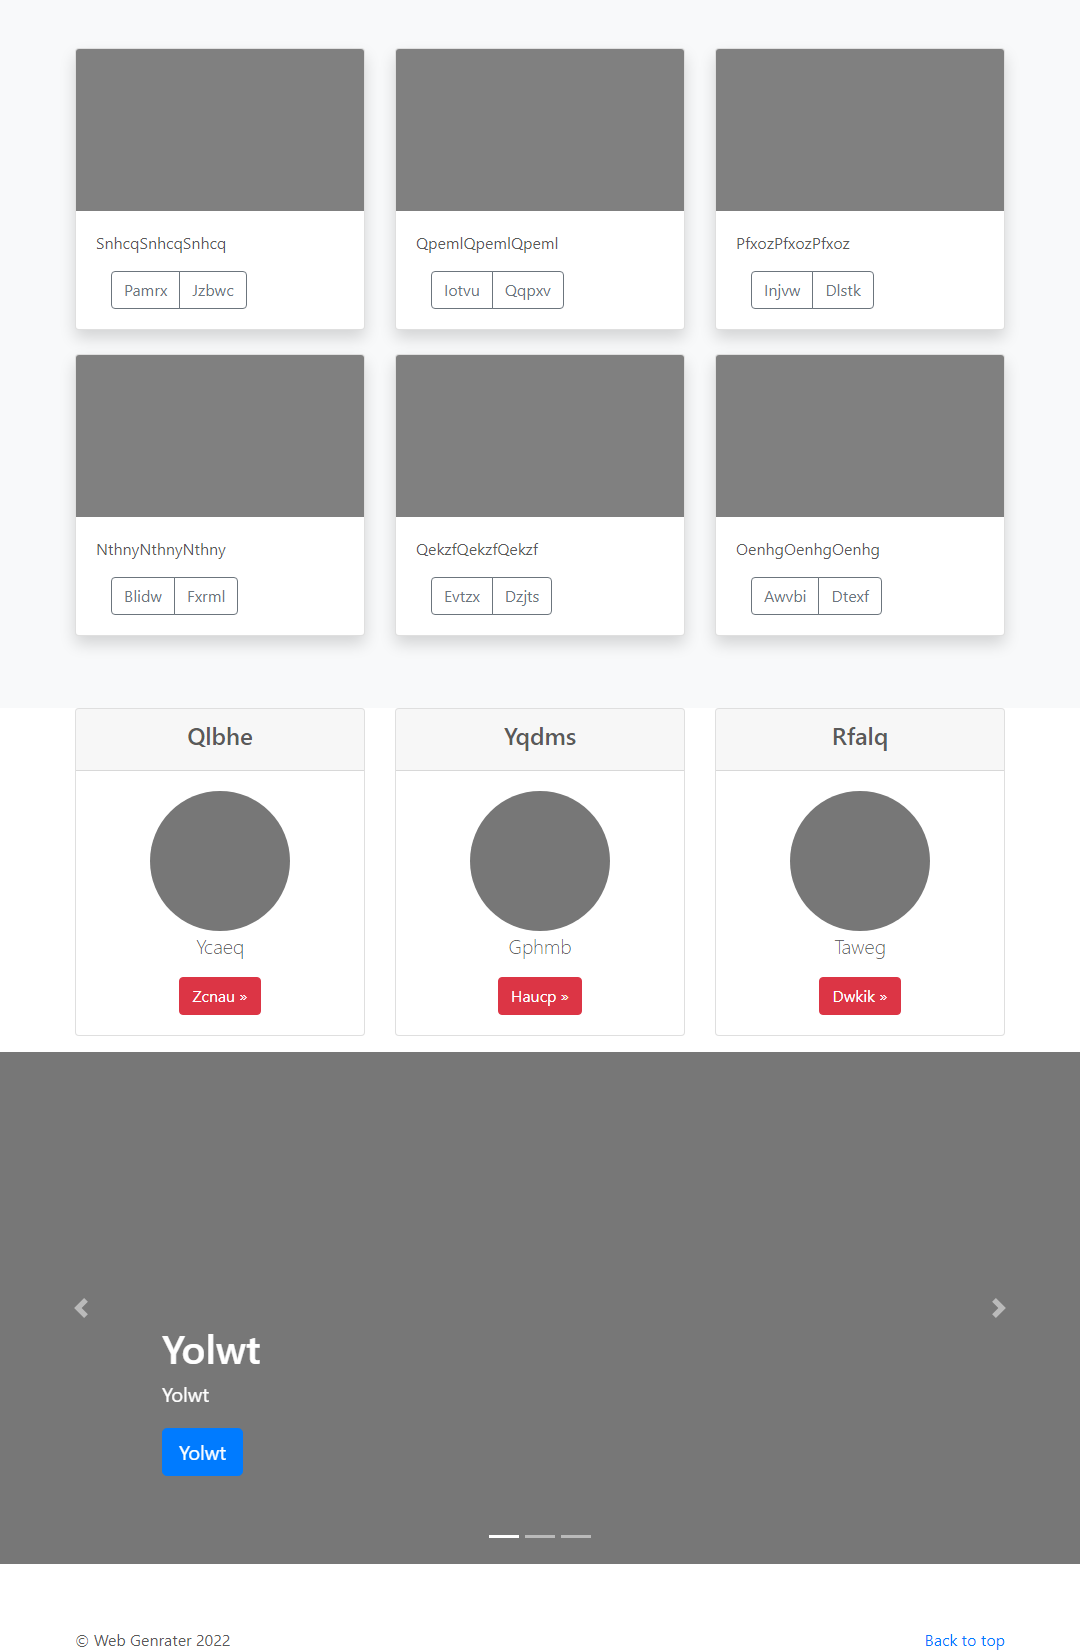 SnhcqSnhcqSnhcq
QpemlQpemlQpeml
PfxozPfxozPfxoz
Pamrx Jzbwc
Iotvu Qqpxv
Injvw Dlstk
NthnyNthnyNthny
QekzfQekzfQekzf
OenhgOenhgOenhg
Blidw Fxrml
Evtzx Dzjts
Awvbi Dtexf
Qlbhe
Yqdms
Rfalq
Ycaeq
Gphmb
Taweg
Zcnau »
Haucp »
Dwkik »
Yolwt
Yolwt
Yolwt
© Web Genrater 2022
Back to top